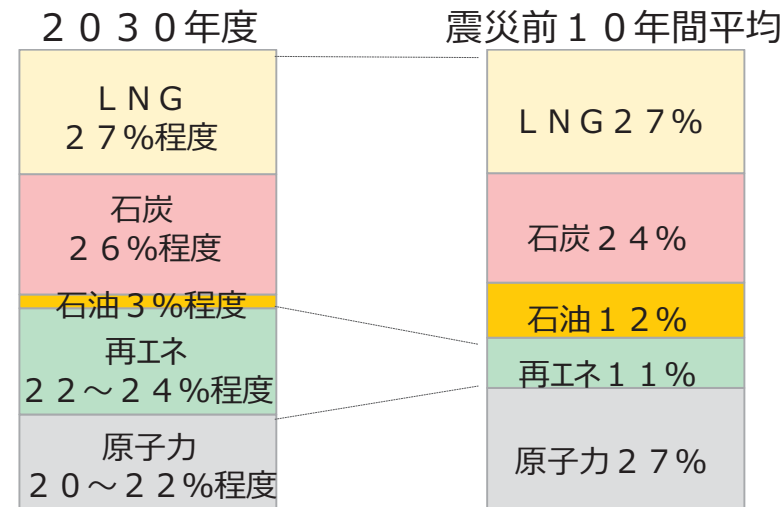 ２０３０年度
ＬＮＧ
２７%程度
石炭
２６%程度
石油３%程度
再エネ
２２～２４%程度
原子力
２０～２２%程度
震災前１０年間平均
ＬＮＧ２７%
石炭２４%
石油１２%
再エネ１１%
原子力２７%